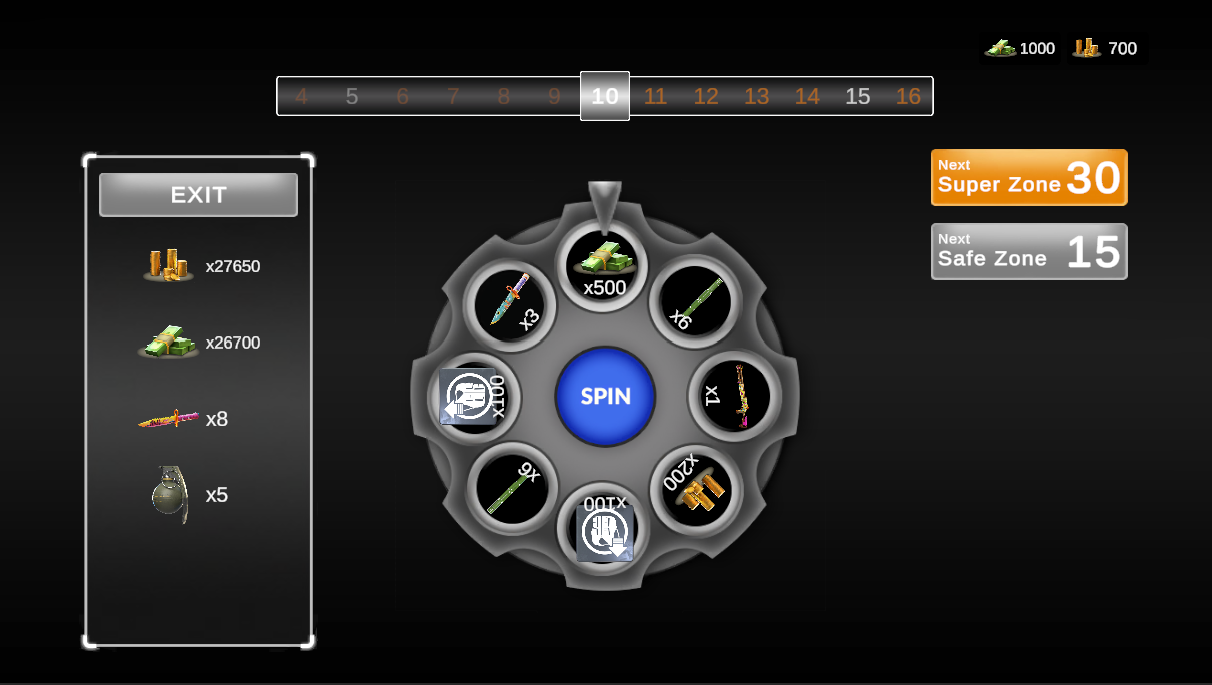 1000 700
4 5 6 7 8 9 10 11 12 13 14 15 16
EXIT
x27650
x26700
x8
x5
Next
Super Zone 30
Next
Safe Zone 15
x500
x6
x1
x200
x100
x6
x100
x3
SPIN